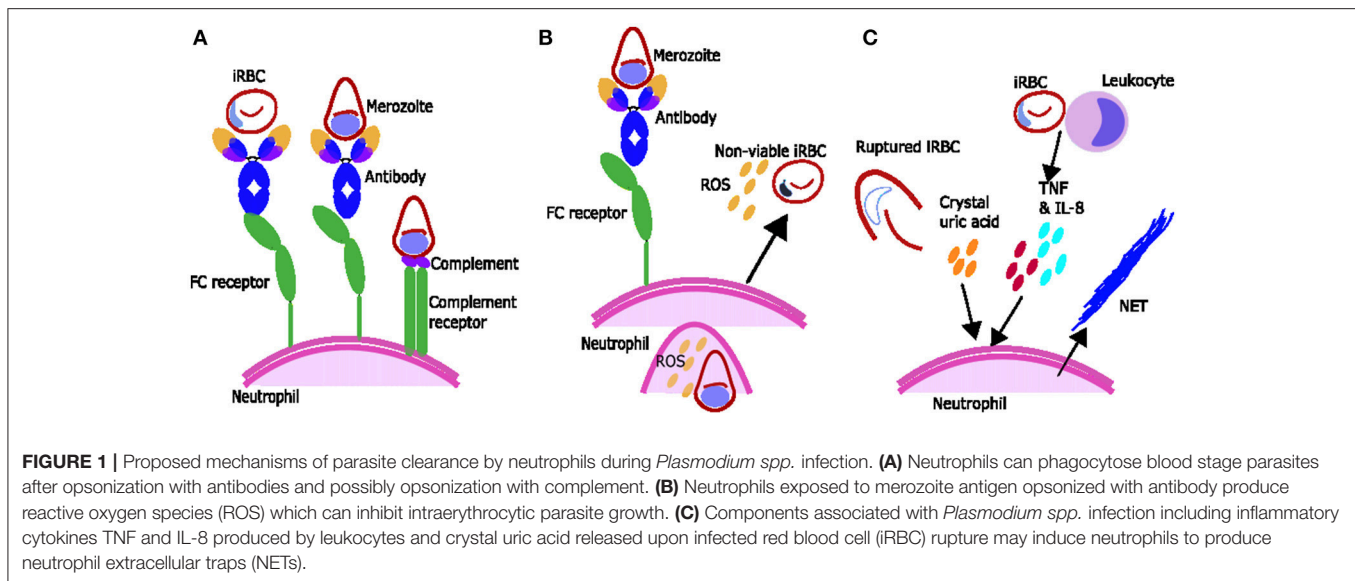 A
iRBC
Merozoite
Antibody
FC receptor
Complement
Complement
receptor
Neutrophil
B
Merozoite
Antibody
Non-viable iRBC
ROS
FC receptor
Neutrophil
ROS
C
iRBC
Leukocyte
Ruptured IRBC
TNF
& IL-8
Crystal
uric acid
NET
Neutrophil
FIGURE 1 | Proposed mechanisms of parasite clearance by neutrophils during Plasmodium spp. infection. (A) Neutrophils can phagocytose blood stage parasites
after opsonization with antibodies and possibly opsonization with complement. (B) Neutrophils exposed to merozoite antigen opsonized with antibody produce
reactive oxygen species (ROS) which can inhibit intraerythrocytic parasite growth. (C) Components associated with Plasmodium spp. infection including inflammatory
cytokines TNF and IL-8 produced by leukocytes and crystal uric acid released upon infected red blood cell (iRBC) rupture may induce neutrophils to produce
neutrophil extracellular traps (NETs).